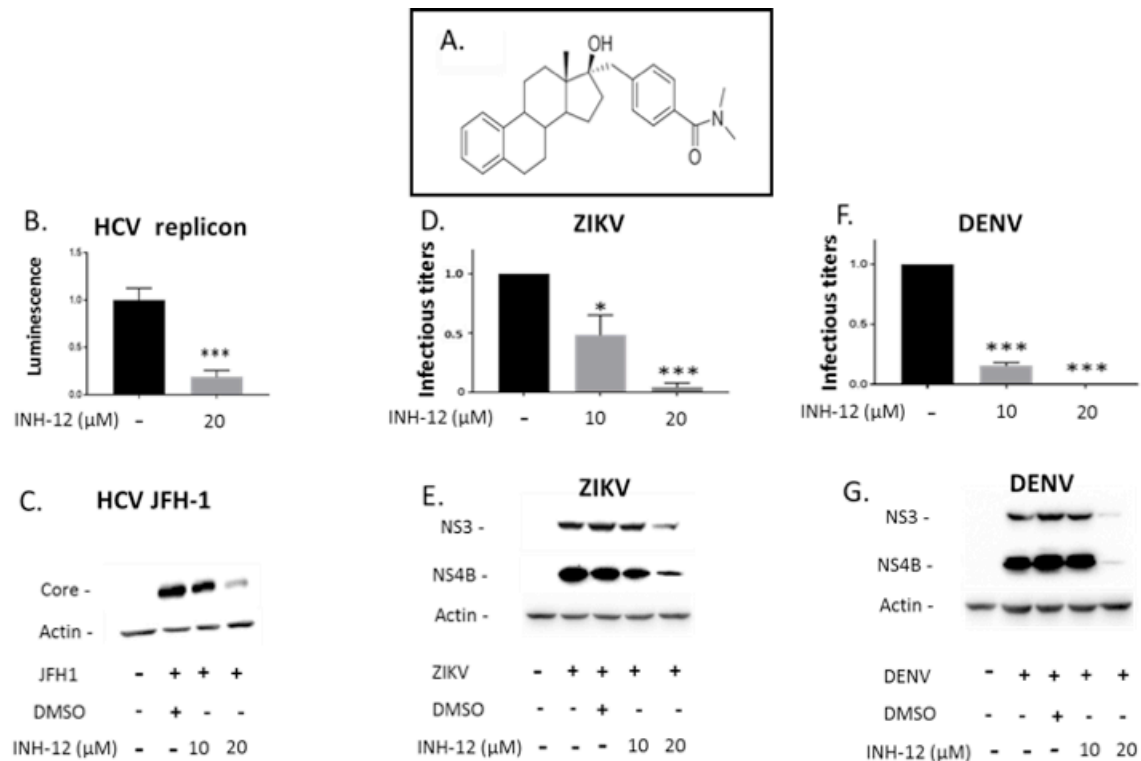 A.
OH
N
O
B.
HCV replicon
Luminescence
1.5
1.0
0.5
0.0
***
INH-12 (μM) - 20
D.
ZIKV
Infectious titers
1.0
0.5
0
*
***
INH-12 (μM) - 10 20
F.
DENV
Infectious titers
1.0
0.5
0.0
***
***
INH-12 (μM) - 10 20
C.
HCV JFH-1
Core -
Actin -
JFH1 - + + +
DMSO - + - -
INH-12 (μM) - - 10 20
E.
ZIKV
NS3 -
NS4B -
Actin -
ZIKV - + + + +
DMSO - - + - -
INH-12 (μM) - - - 10 20
G.
DENV
NS3 -
NS4B -
Actin -
DENV - + + + +
DMSO - - + - -
INH-12 (μM) - - - 10 20